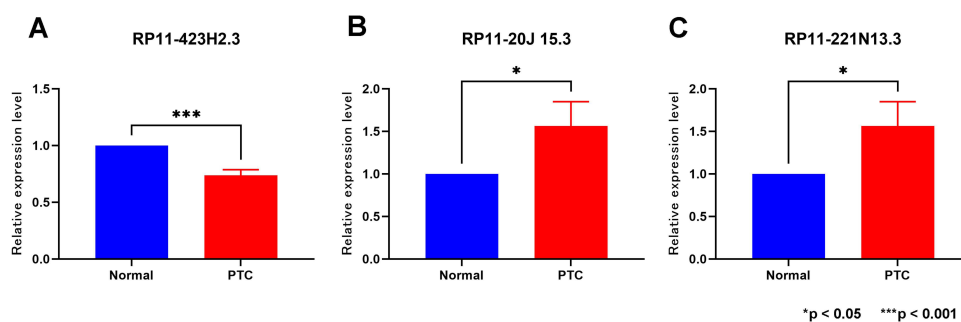 A
RP11-423H2.3
Relative expression level
1.5
1.0
0.5
0.0
***
Normal
PTC
B
RP11-20J 15.3
Relative expression level
2.0
1.5
1.0
0.5
0.0
*
Normal
PTC
C
RP11-221N13.3
Relative expression level
2.0
1.5
1.0
0.5
0.0
*
Normal
PTC
*p < 0.05 ***p < 0.001